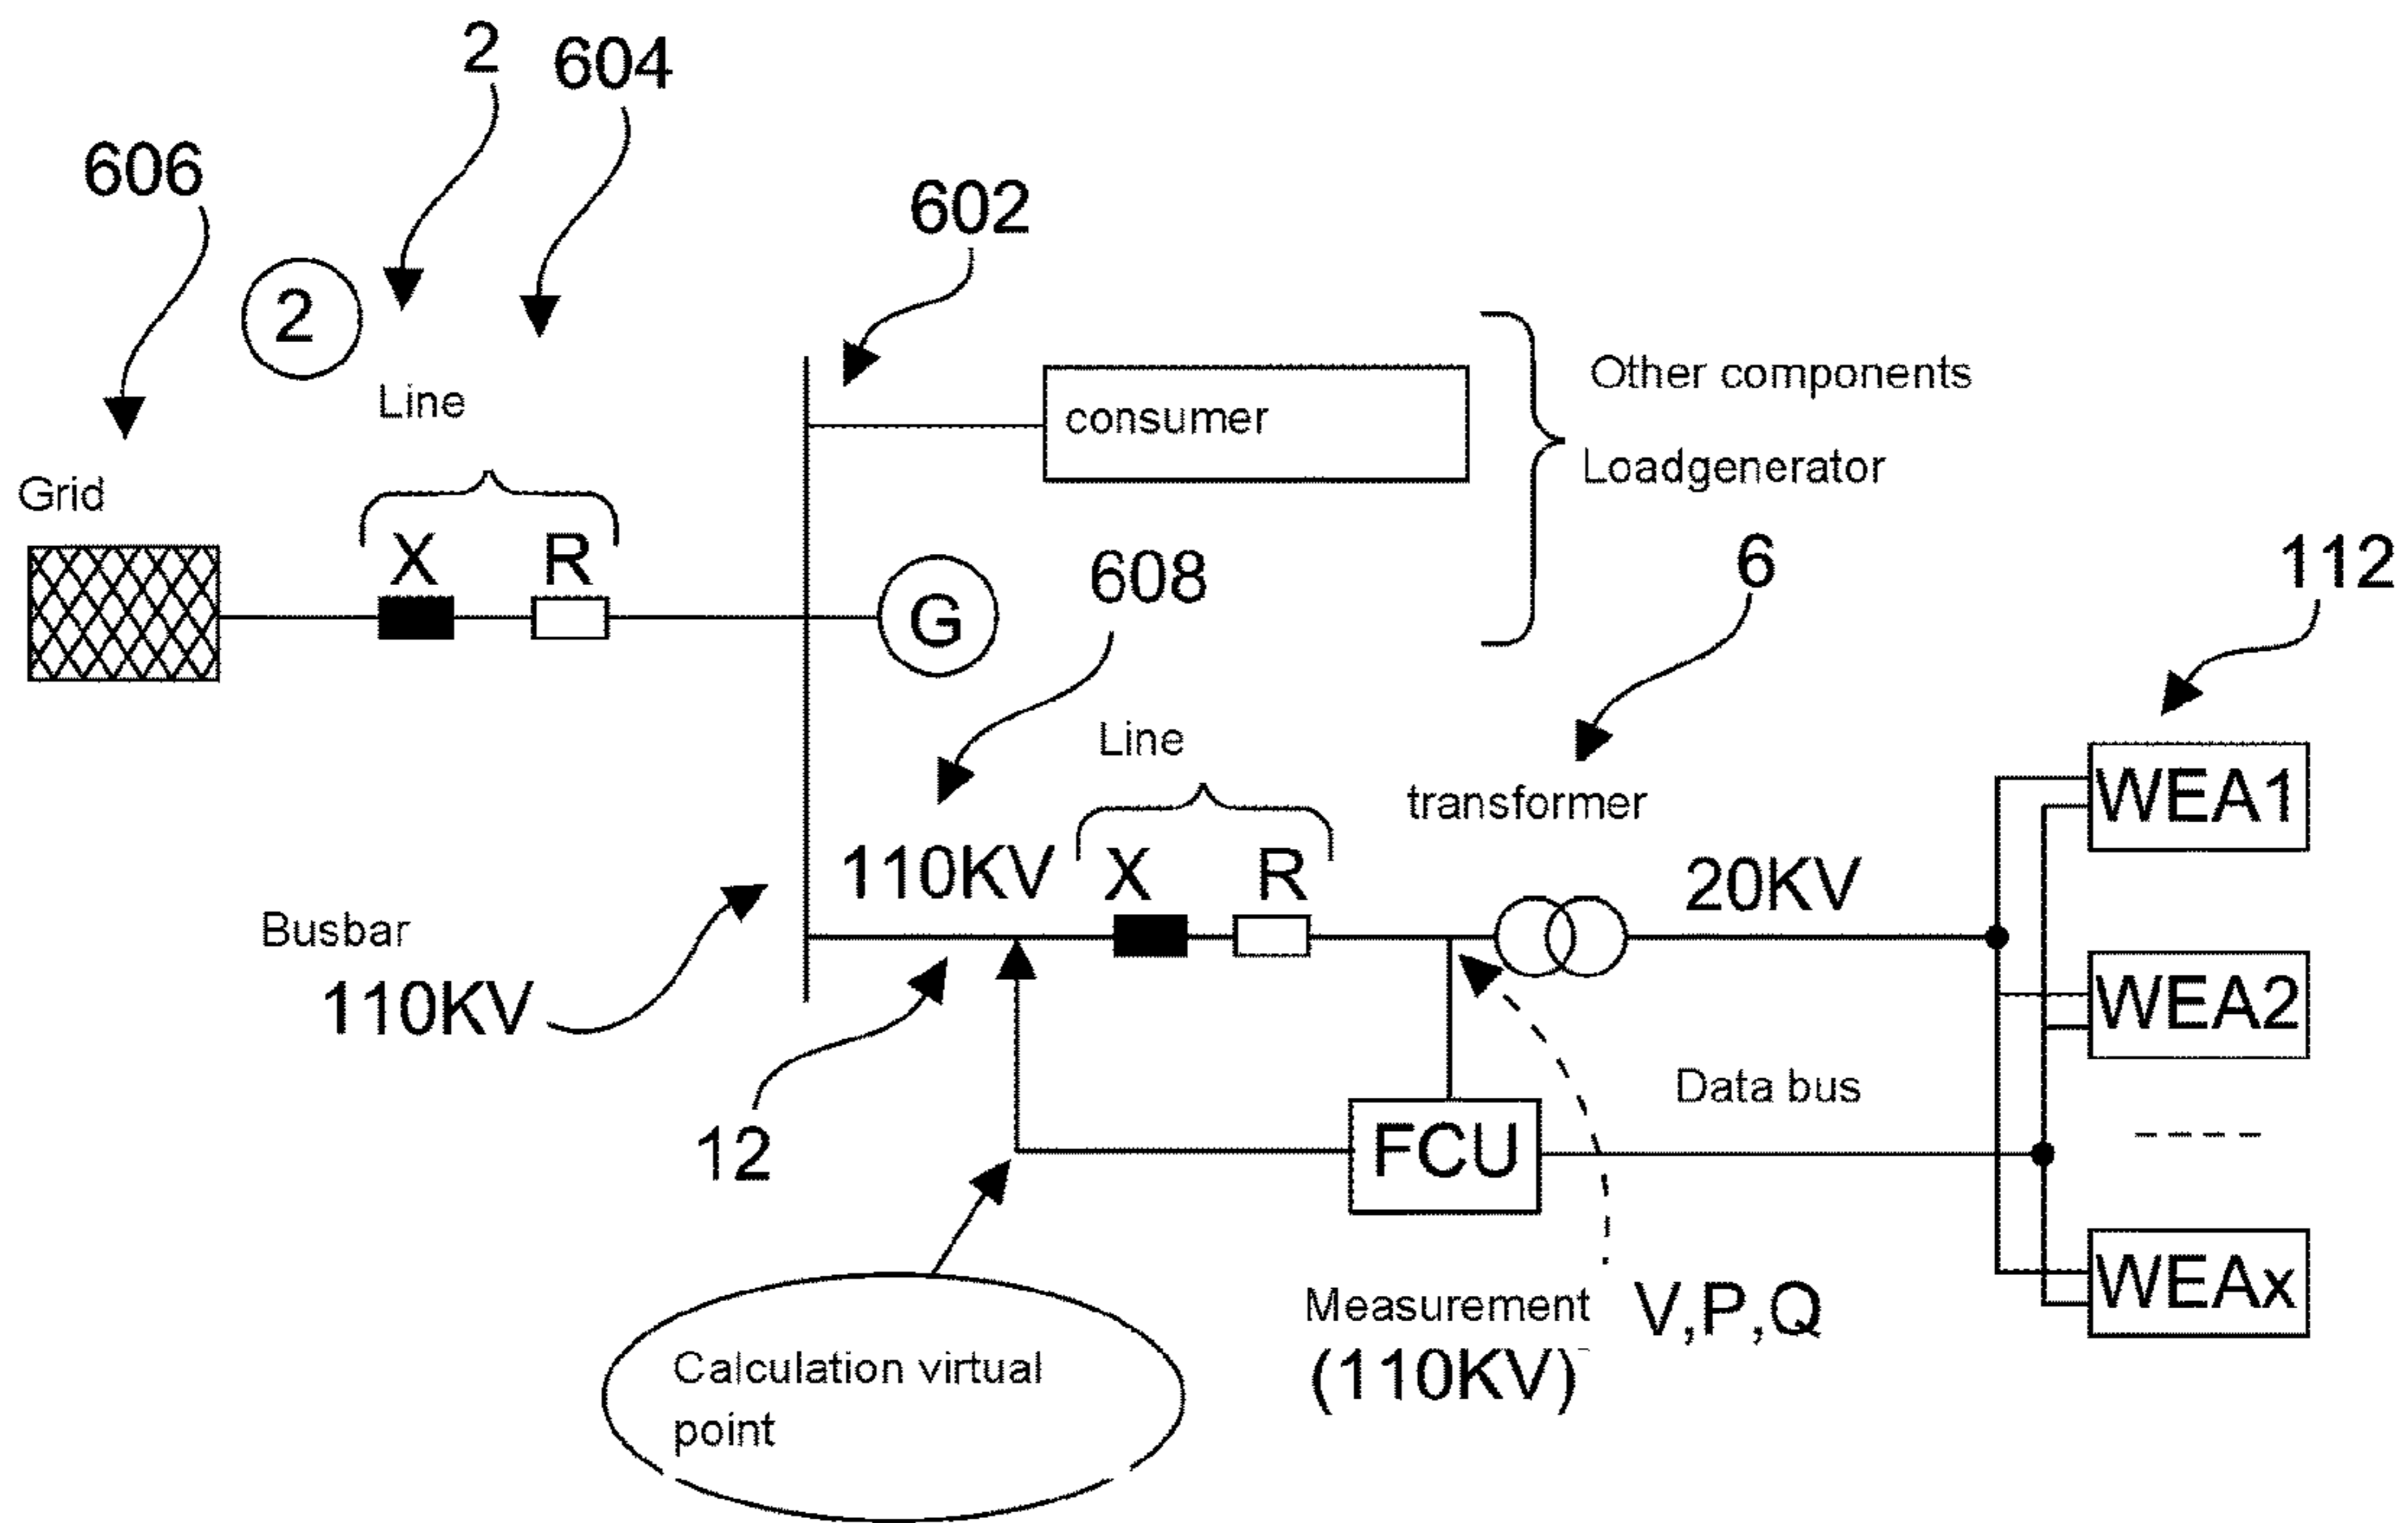 2
604
606
602
2
Line
consumer
Other components
Loadgenerator
Grid
X
R
608
6
112
G
Line
transformer
WEA1
110KV
X
R
20KV
Busbar
110KV
WEA2
Data bus
12
FCU
WEAx
Measurement
V,P,Q
(110KV)
Calculation virtual
point